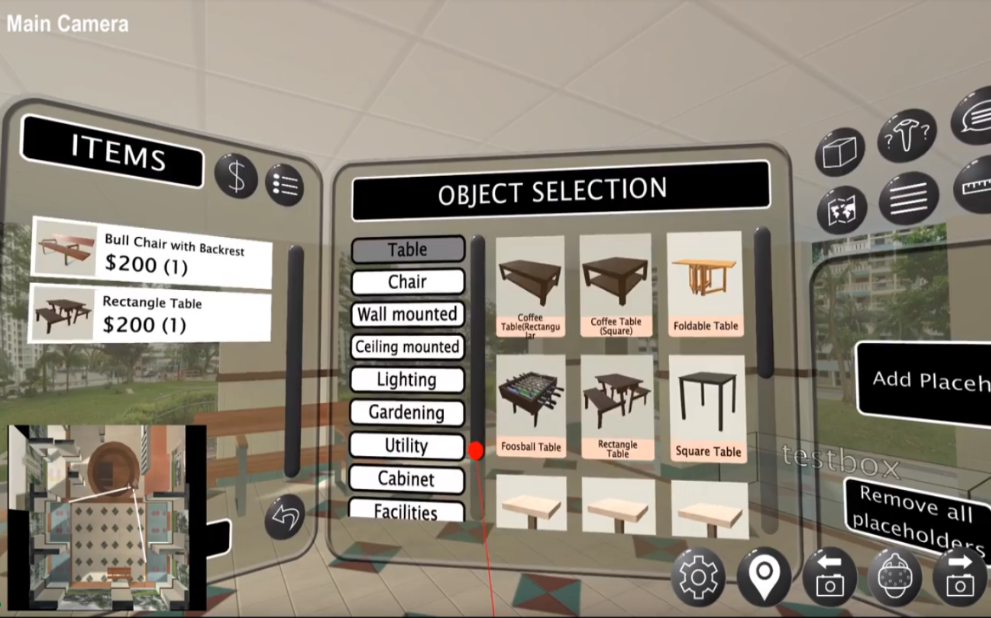 Main Camera
ITEMS
$
Bull Chair with Backrest
$200 (1)
Rectangle Table
$200 (1)
OBJECT SELECTION
Table
Chair
Wall mounted
Ceiling mounted
Lighting
Gardening
Utility
Cabinet
Facilities
Coffee
Table(Rectangu
lar
Coffee Table
(Square)
Foldable Table
Foosball Table
Rectangle
Table
Square Table
? ?
Add Placeh
testbox
Remove all
placeholders